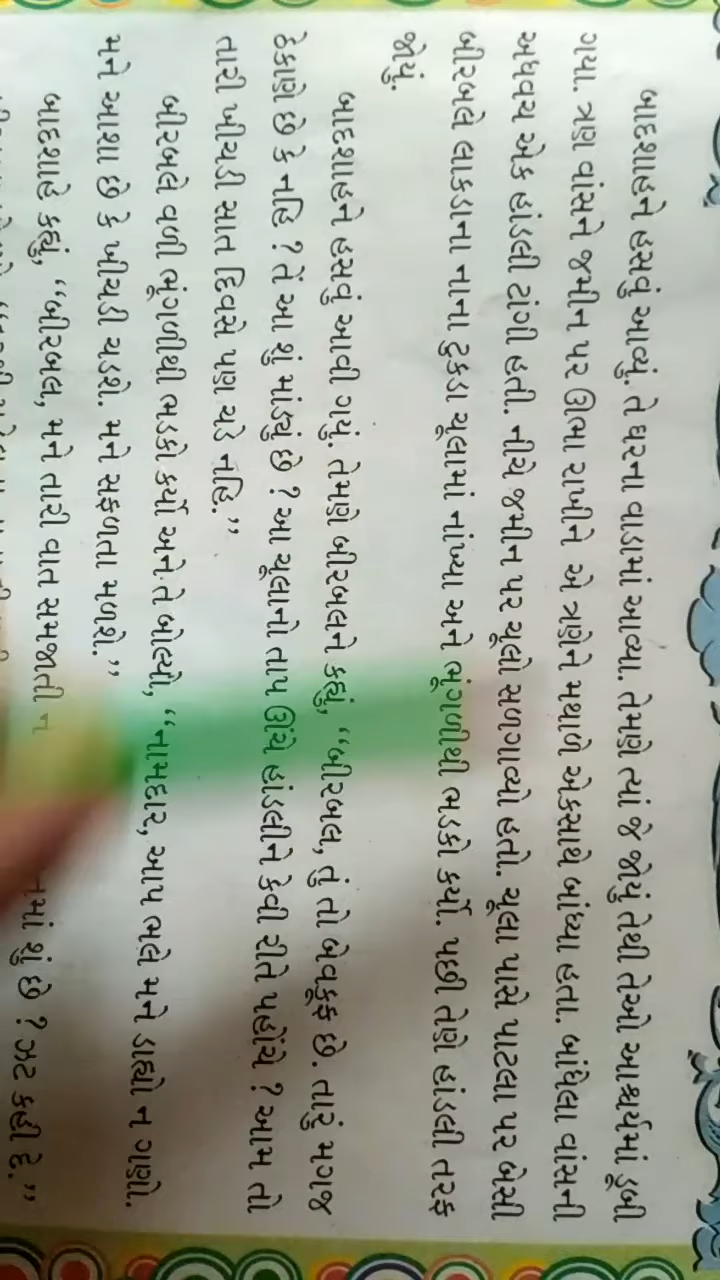 બાદશાહને હસવું આવ્યું. તે ઘરના વાડામાં આવ્યા. તેમણે ત્યાં જે જોયું તેથી તેઓ આશ્ચર્યમાં ડૂબી
ગયા. ત્રણ વાંસને જમીન પર ઊભા રાખીને એ ત્રણેને મથાળે એકસાથે બાંધ્યા હતા. બાંધેલા વાંસની
અધવચ એક હાંડલી ટાંગી હતી. નીચે જમીન પર ચૂલો સળગાવ્યો હતો. ચૂલા પાસે પાટલા પર બેસી
બીરબલે લાકડાના નાના ટુકડા ચૂલામાં નાંખ્યા અને ભૂંગળીથી ભડકો કર્યો. પછી તેણે હાંડલી તરફ
જોયું.
બાદશાહને હસવું આવી ગયું. તેમણે બીરબલને કહ્યું, “બીરબલ, તું તો બેવકૂફ છે. તારું મગજ
ઠેકાણે છે કે નહિ ? તેં આ શું માંડ્યું છે ? આ ચૂલાનો તાપ ઊંચે હાંડલીને કેવી રીતે પહોંચે ? આમ તો
તારી ખીચડી સાત દિવસે પણ ચડે નહિ.”
બીરબલે વળી ભૂંગળીથી ભડકો કર્યો અને તે બોલ્યો, “નામદાર, આપ ભલે મને ડાહ્યો ન ગણો.
મને આશા છે કે ખીચડી ચડશે. મને સફળતા મળશે.”
બાદશાહે કહ્યું, “બીરબલ, મને તારી વાત સમજાતી ન શું છે ? ઝટ કહી દે.”